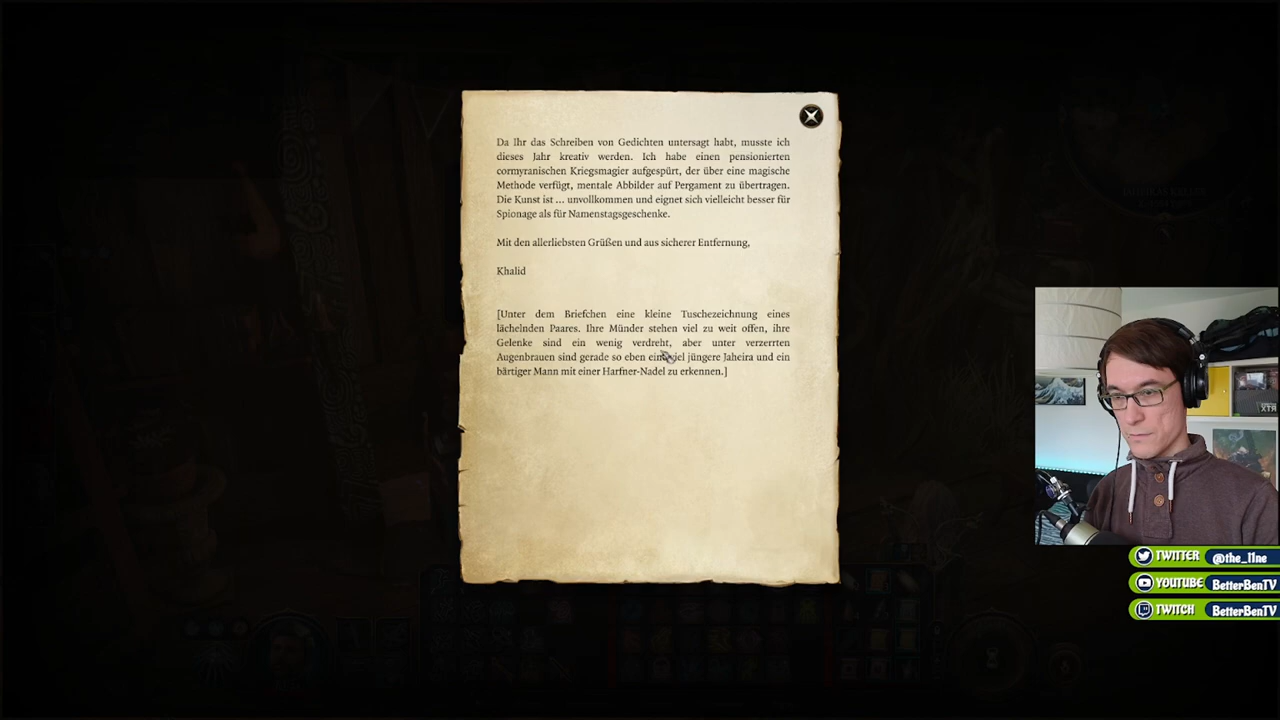 Da Ihr das Schreiben von Gedichten untersagt habt, musste ich
dieses Jahr kreativ werden. Ich habe einen pensionierten
cormyranischen Kriegsmagier aufgespürt, der über eine magische
Methode verfügt, mentale Abbilder auf Pergament zu übertragen.
Die Kunst ist ... unvollkommen und eignet sich vielleicht besser für
Spionage als für Namenstagsgeschenke.
Mit den allerliebsten Grüßen und aus sicherer Entfernung,
Khalid
[Unter dem Briefchen eine kleine Tuschezeichnung eines
lächelnden Paares. Ihre Münder stehen viel zu weit offen, ihre
Gelenke sind ein wenig verdreht, aber unter verzerrten
Augenbrauen sind gerade so eben eine viel jüngere Jaheira und ein
bärtiger Mann mit einer Harfner-Nadel zu erkennen.]
TWITTER @the_11ne
YOUTUBE BetterBenTV
TWITCH BetterBenTV